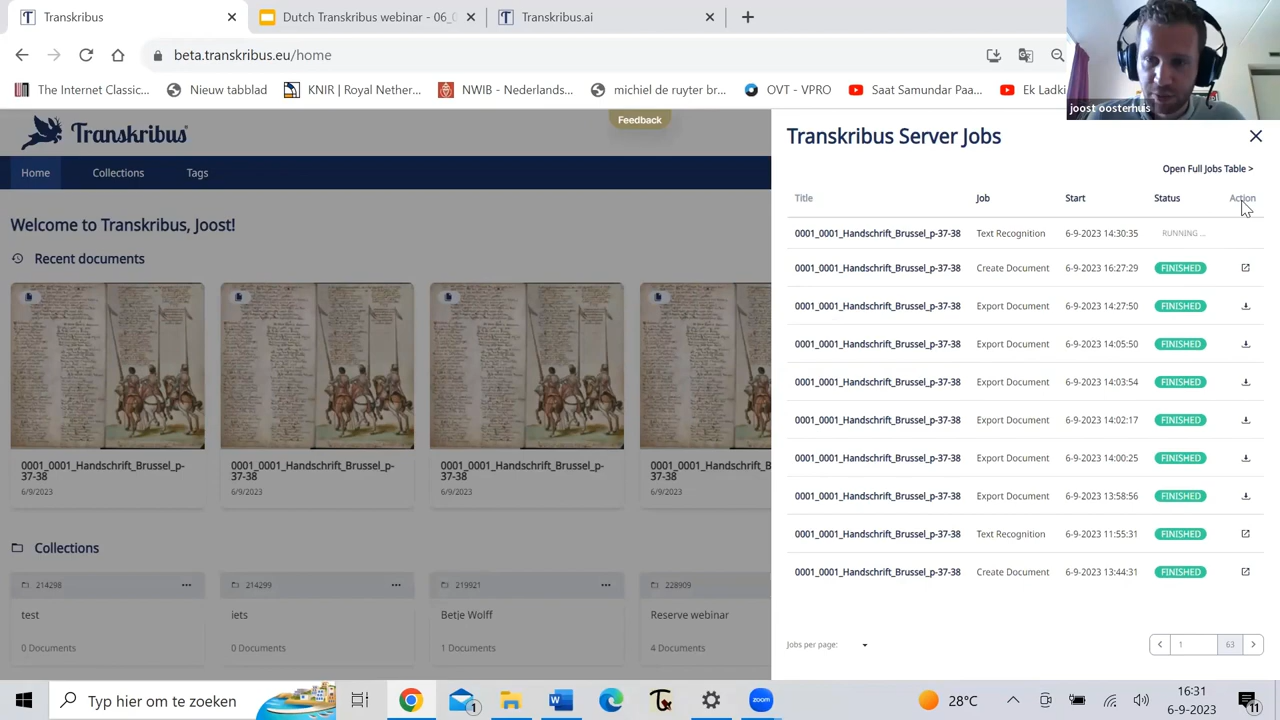 Transkribus
Dutch Transkribus webinar - 06_0
Transkribus.ai
beta.transkribus.eu/home
The Internet Classic...
Nieuw tabblad
KNIR | Royal Nether...
NWIB - Nederlands...
michiel de ruyter br...
OVT - VPRO
Saat Samundar Paa...
Ek Ladki
joost oosterhuis
Transkribus
Feedback
Home
Collections
Tags
Welcome to Transkribus, Joost!
Recent documents
0001_0001_Handschrift_Brussel_p-37-38
6/9/2023
0001_0001_Handschrift_Brussel_p-37-38
6/9/2023
0001_0001_Handschrift_Brussel_p-37-38
6/9/2023
0001_0001_Handschrift_Brussel_p-37-38
6/9/2023
Collections
214298
test
0 Documents
214299
iets
0 Documents
219921
Betje Wolff
1 Documents
228909
Reserve webinar
4 Documents
Transkribus Server Jobs
Open Full Jobs Table >
Title Job Start Status Action
0001_0001_Handschrift_Brussel_p-37-38 Text Recognition 6-9-2023 14:30:35 RUNNING ...
0001_0001_Handschrift_Brussel_p-37-38 Create Document 6-9-2023 16:27:29 FINISHED
0001_0001_Handschrift_Brussel_p-37-38 Export Document 6-9-2023 14:27:50 FINISHED
0001_0001_Handschrift_Brussel_p-37-38 Export Document 6-9-2023 14:05:50 FINISHED
0001_0001_Handschrift_Brussel_p-37-38 Export Document 6-9-2023 14:03:54 FINISHED
0001_0001_Handschrift_Brussel_p-37-38 Export Document 6-9-2023 14:02:17 FINISHED
0001_0001_Handschrift_Brussel_p-37-38 Export Document 6-9-2023 14:00:25 FINISHED
0001_0001_Handschrift_Brussel_p-37-38 Export Document 6-9-2023 13:58:56 FINISHED
0001_0001_Handschrift_Brussel_p-37-38 Text Recognition 6-9-2023 11:55:31 FINISHED
0001_0001_Handschrift_Brussel_p-37-38 Create Document 6-9-2023 13:44:31 FINISHED
Jobs per page:
1 63
Typ hier om te zoeken
1
zoom
28°C
16:31
6-9-2023
11